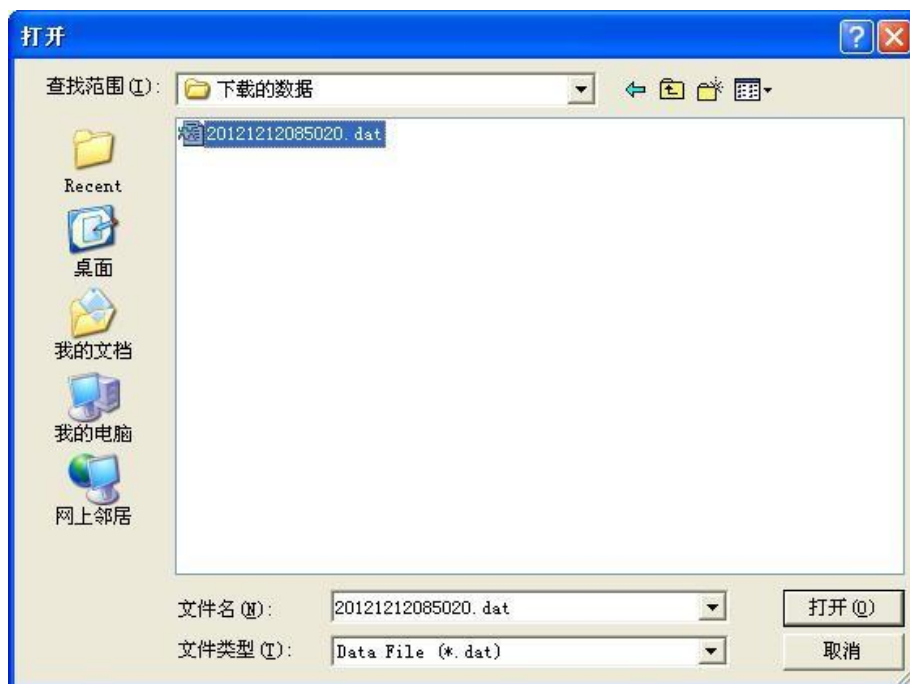 打开
查找范围(I):
下载的数据
20121212085020.dat
Recent
桌面
我的文档
我的电脑
网上邻居
文件名(N):
20121212085020.dat
打开(O)
文件类型(T):
Data File (*.dat)
取消